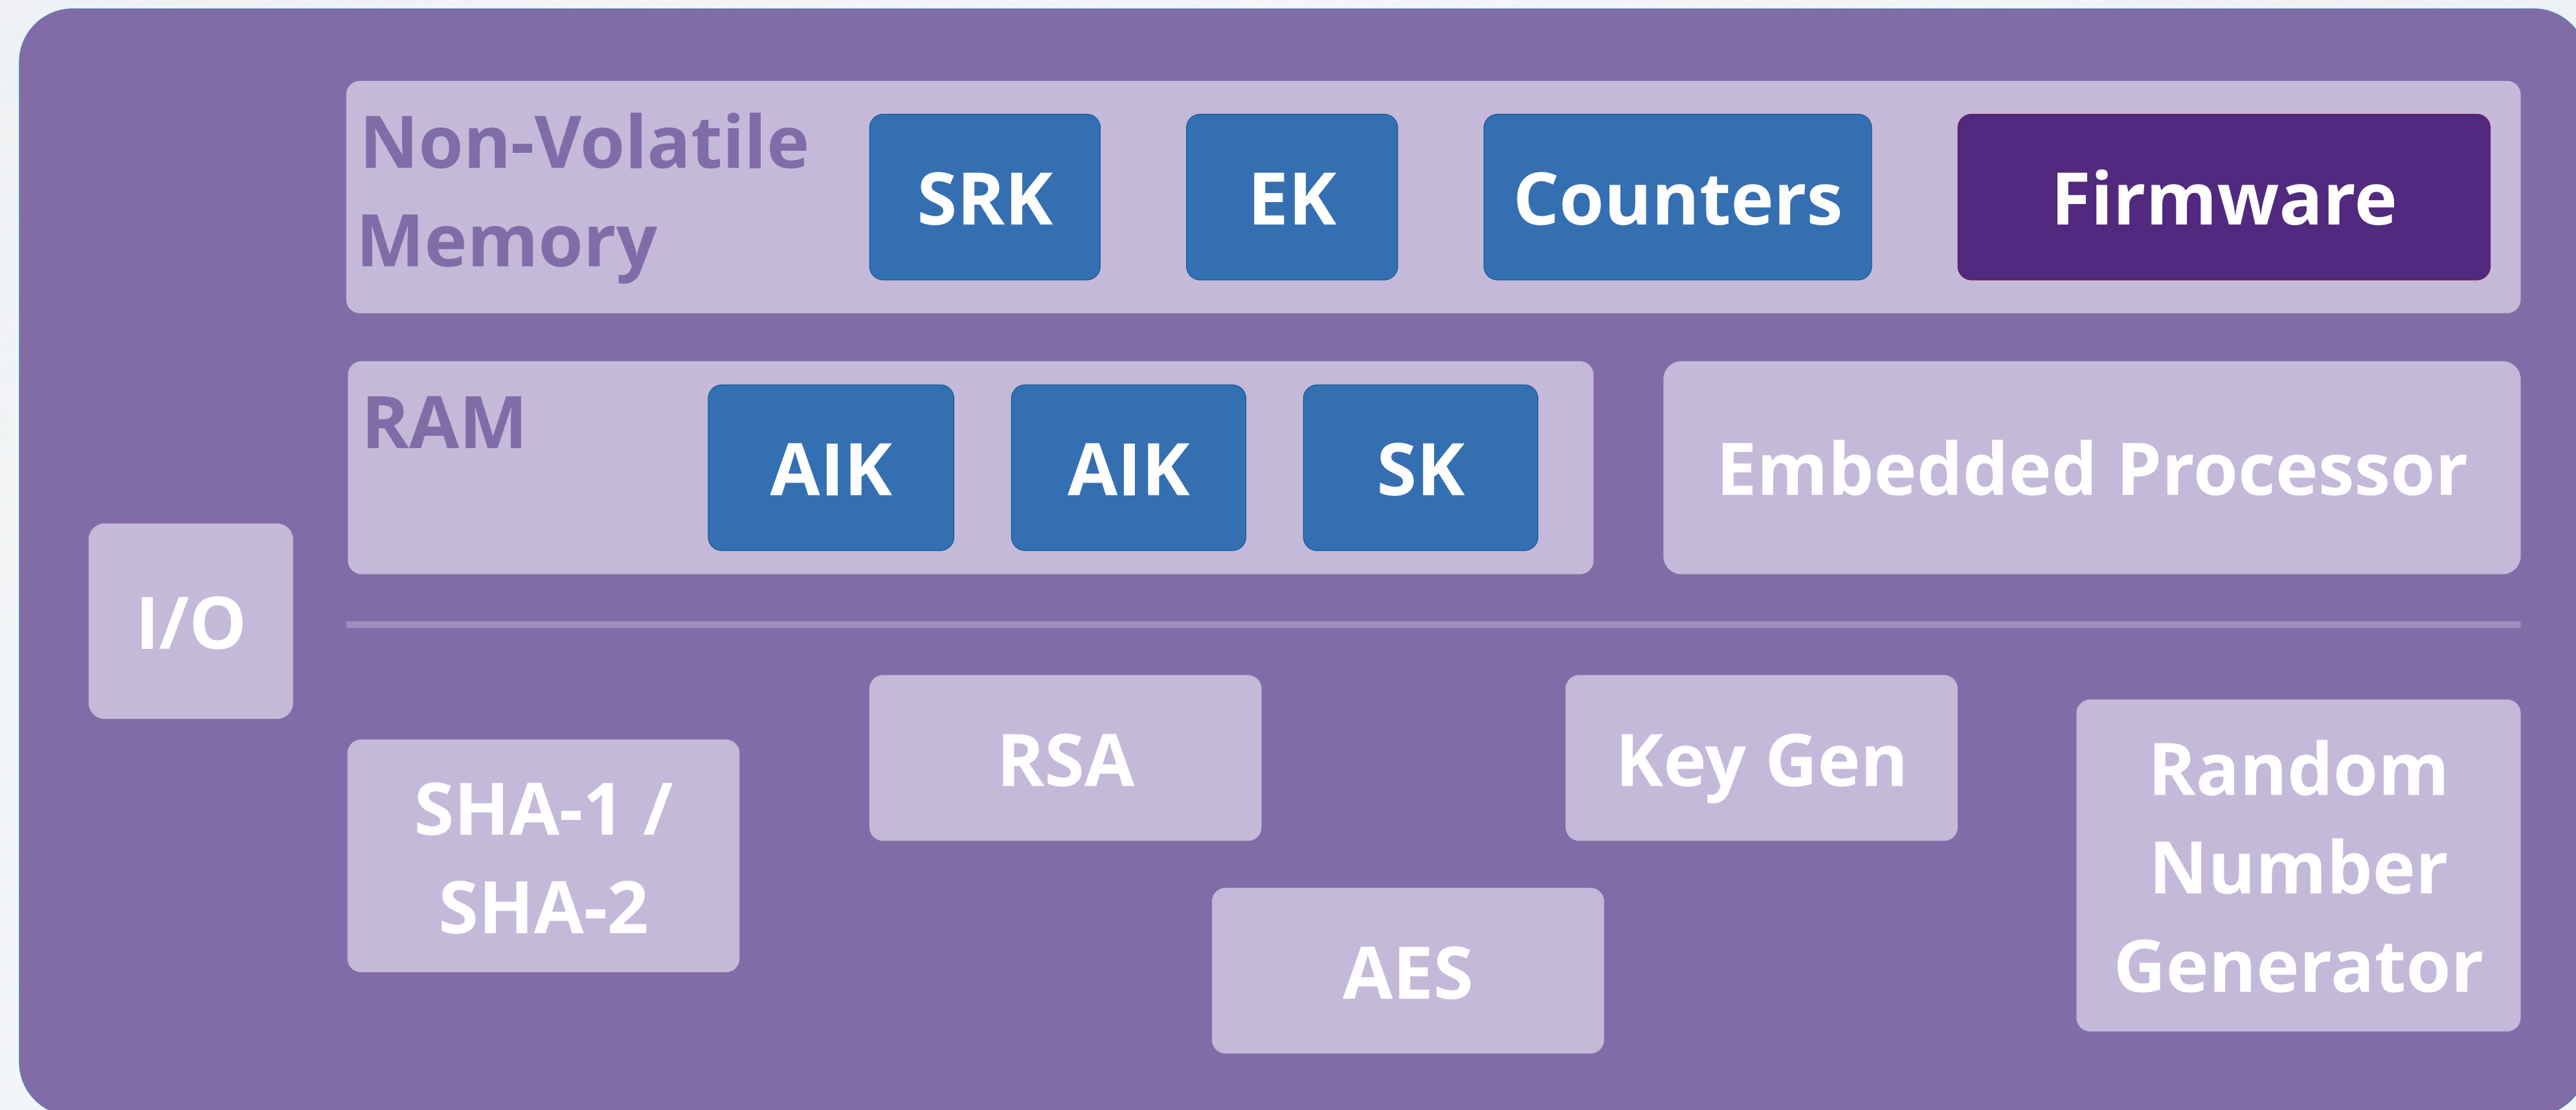 Non-Volatile
Memory
SRK
EK
Counters
Firmware
RAM
AIK
AIK
SK
Embedded Processor
I/O
SHA-1 /
SHA-2
RSA
Key Gen
AES
Random
Number
Generator